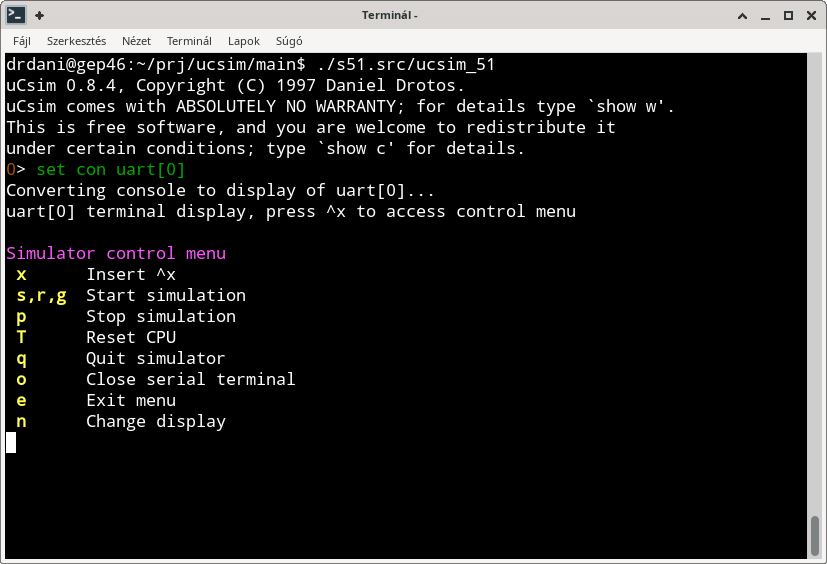 Terminál -
Fájl Szerkesztés Nézet Terminál Lapok Súgó
drdani@gep46:~/prj/ucsim/main$ ./s51.src/ucsim_51
uCsim 0.8.4, Copyright (C) 1997 Daniel Drotos.
uCsim comes with ABSOLUTELY NO WARRANTY; for details type `show w'.
This is free software, and you are welcome to redistribute it
under certain conditions; type `show c' for details.
0> set con uart[0]
Converting console to display of uart[0]...
uart[0] terminal display, press ^x to access control menu
Simulator control menu
x Insert ^x
s,r,g Start simulation
p Stop simulation
T Reset CPU
q Quit simulator
o Close serial terminal
e Exit menu
n Change display